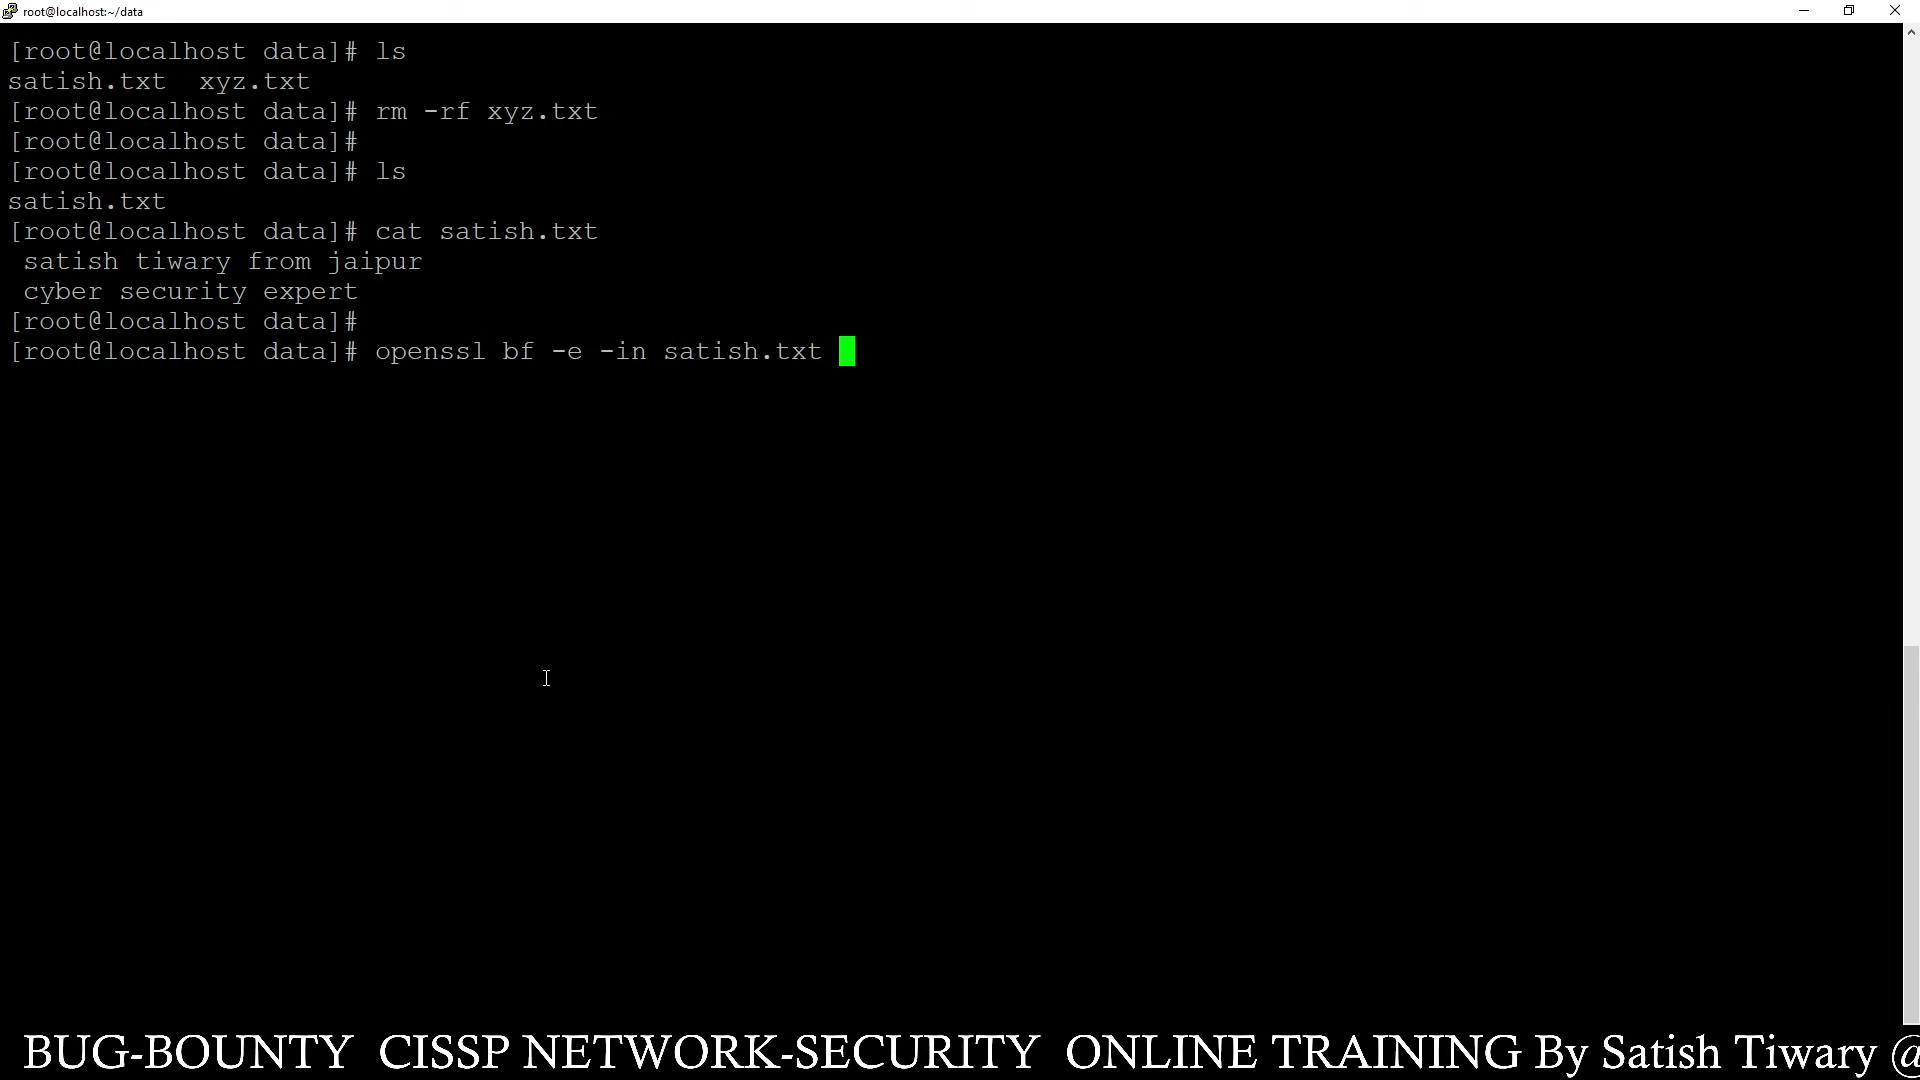 root@localhost:~/data
[root@localhost data]# ls
satish.txt  xyz.txt
[root@localhost data]# rm -rf xyz.txt
[root@localhost data]#
[root@localhost data]# ls
satish.txt
[root@localhost data]# cat satish.txt
 satish tiwary from jaipur
 cyber security expert
[root@localhost data]#
[root@localhost data]# openssl bf -e -in satish.txt
BUG-BOUNTY  CISSP NETWORK-SECURITY  ONLINE TRAINING By Satish Tiwary @